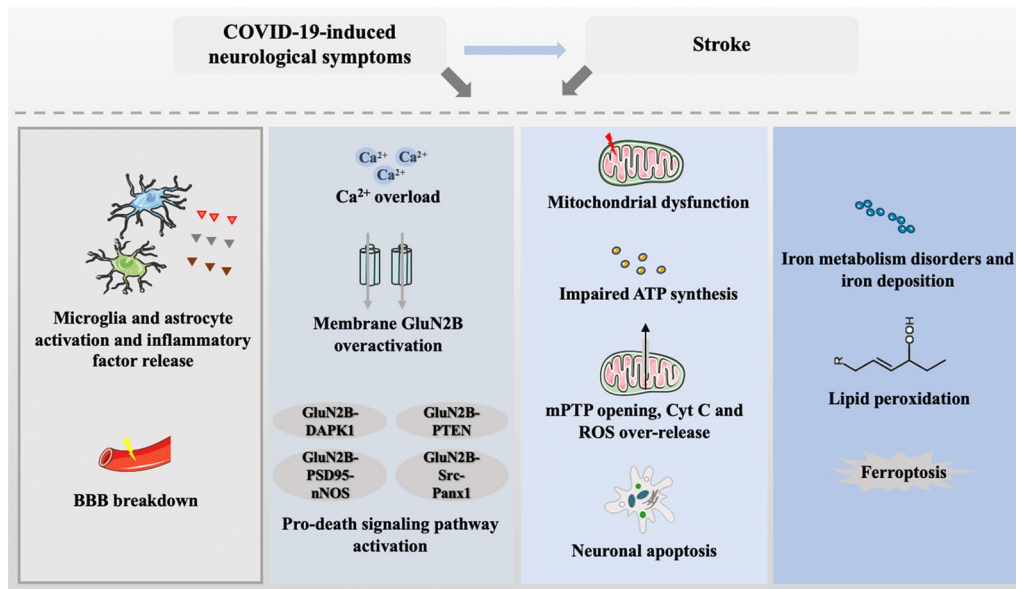 COVID-19-induced
neurological symptoms
Stroke
Microglia and astrocyte
activation and inflammatory
factor release
BBB breakdown
Ca²⁺ Ca²⁺
Ca²⁺
Ca²⁺ overload
Membrane GluN2B
overactivation
GluN2B-
DAPK1
GluN2B-
PTEN
GluN2B-
PSD95-
nNOS
GluN2B-
Src-
Panx1
Pro-death signaling pathway
activation
Mitochondrial dysfunction
Impaired ATP synthesis
mPTP opening, Cyt C and
ROS over-release
Neuronal apoptosis
Iron metabolism disorders and
iron deposition
R
OOH
Lipid peroxidation
Ferroptosis